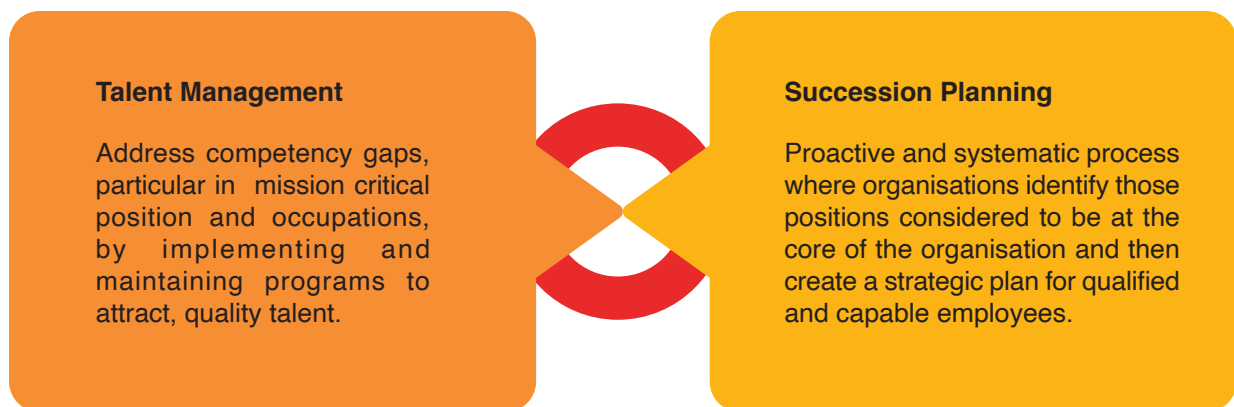 Talent Management
Address competency gaps,
particular in mission critical
position and occupations,
by implementing and
maintaining programs to
attract, quality talent.
Succession Planning
Proactive and systematic process
where organisations identify those
positions considered to be at the
core of the organisation and then
create a strategic plan for qualified
and capable employees.